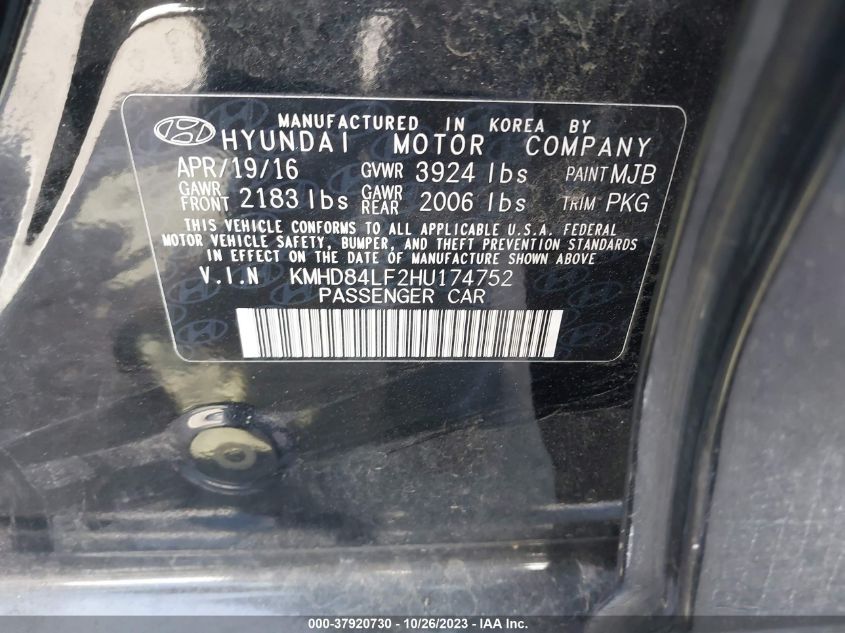 MANUFACTURED IN KOREA BY
HYUNDAI MOTOR COMPANY
APR/19/16 GVWR 3924 lbs PAINT MJB
GAWR FRONT 2183 lbs GAWR REAR 2006 lbs TRIM PKG
THIS VEHICLE CONFORMS TO ALL APPLICABLE U.S.A. FEDERAL
MOTOR VEHICLE SAFETY, BUMPER, AND THEFT PREVENTION STANDARDS
IN EFFECT ON THE DATE OF MANUFACTURE SHOWN ABOVE
V.I.N KMHD84LF2HU174752
PASSENGER CAR
000-37920730 - 10/26/2023 - IAA Inc.